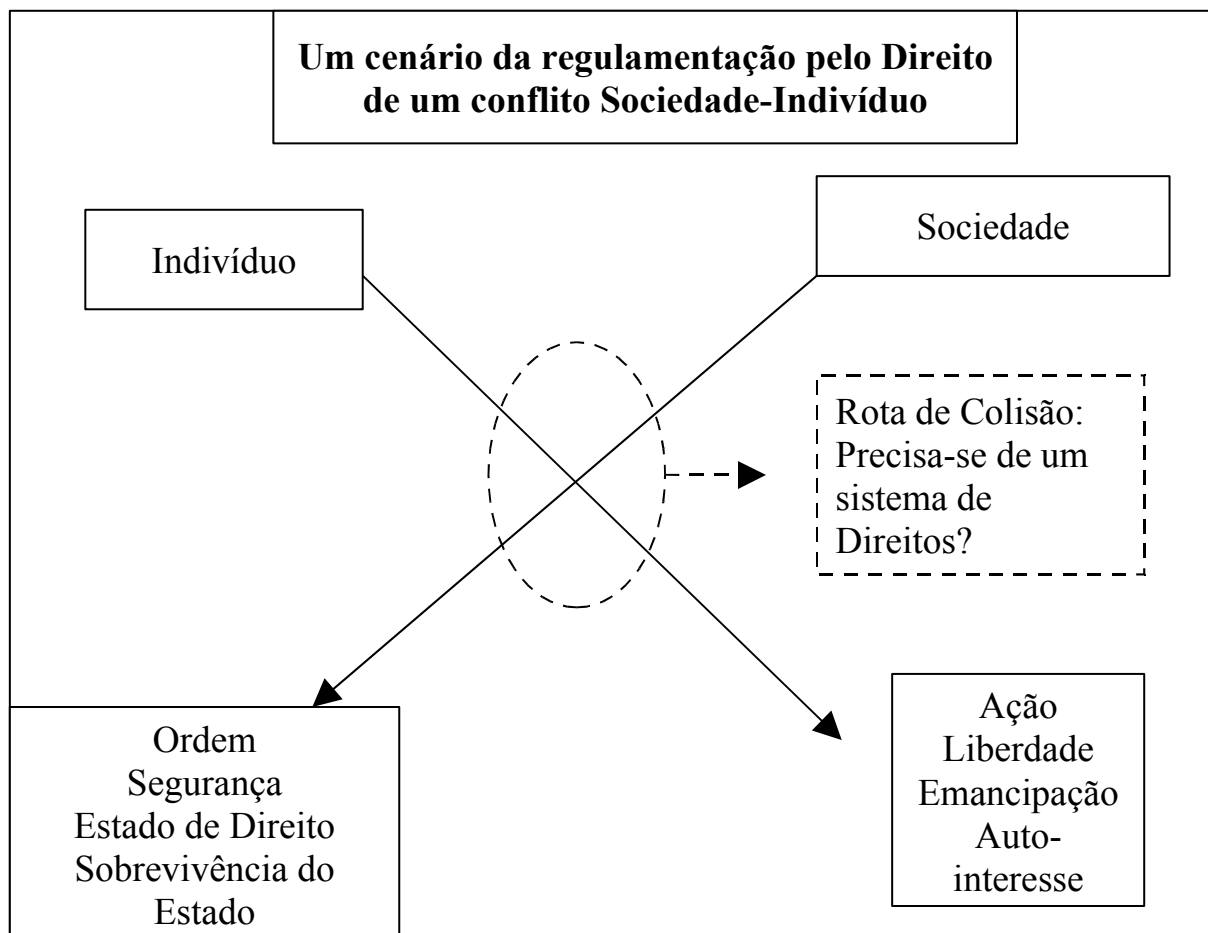 Um cenário da regulamentação pelo Direito
de um conflito Sociedade-Indivíduo
Indivíduo
Sociedade
Rota de Colisão:
Precisa-se de um
sistema de
Direitos?
Ordem
Segurança
Estado de Direito
Sobrevivência do
Estado
Ação
Liberdade
Emancipação
Auto-
interesse